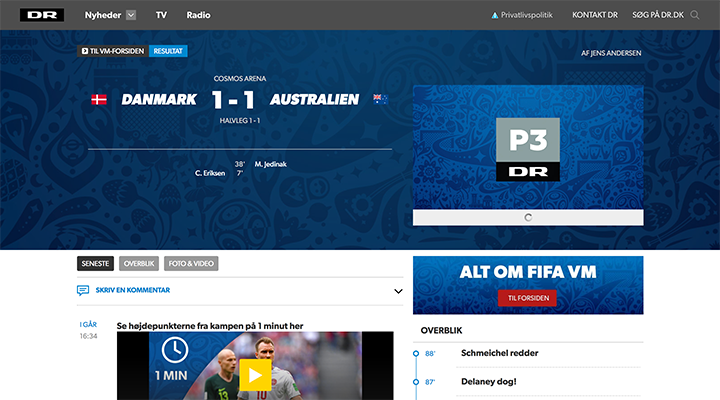 DR Nyheder TV Radio Privatlivspolitik KONTAKT DR SØG PÅ DR.DK
TIL VM-FORSIDEN RESULTAT
AF JENS ANDERSEN
COSMOS ARENA
DANMARK 1 - 1 AUSTRALIEN
HALVLEG 1 - 1
38' M. Jedinak
C. Eriksen 7'
P3
DR
SENESTE OVERBLIK FOTO & VIDEO
SKRIV EN KOMMENTAR
I GÅR
16:34
Se højdepunkterne fra kampen på 1 minut her
1 MIN
ALT OM FIFA VM
TIL FORSIDEN
OVERBLIK
88' Schmeichel redder
87' Delaney dog!